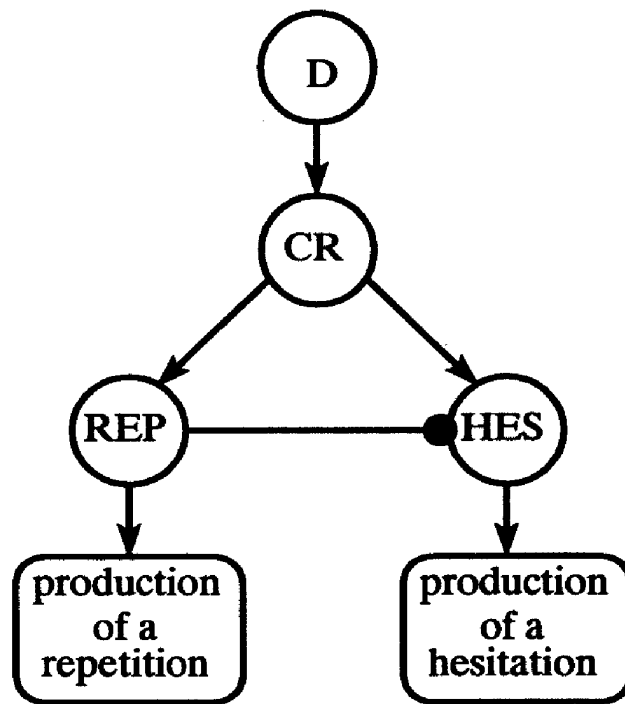 D
CR
REP
HES
production
of a
repetition
production
of a
hesitation